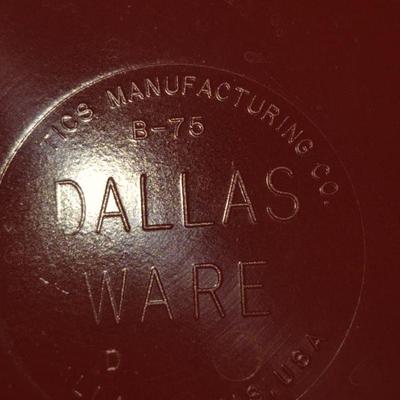 TICS MANUFACTURING CO.
B-75
DALLAS
WARE
D
S, USA